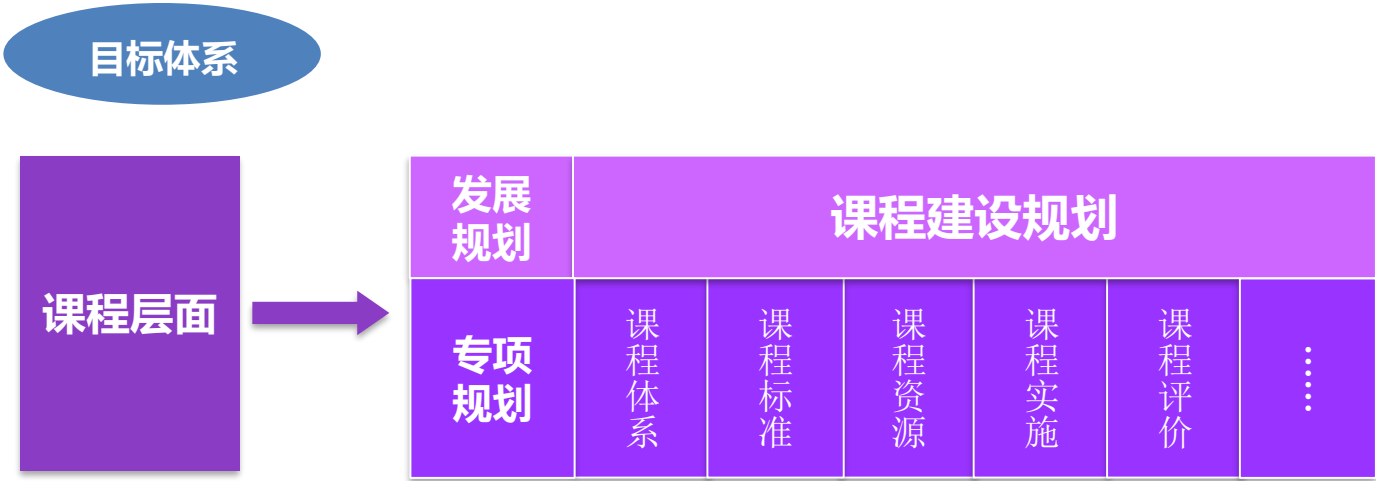 目标体系
课程层面
发展
规划
课程建设规划
专项
规划
课程体系
课程标准
课程资源
课程实施
课程评价
……